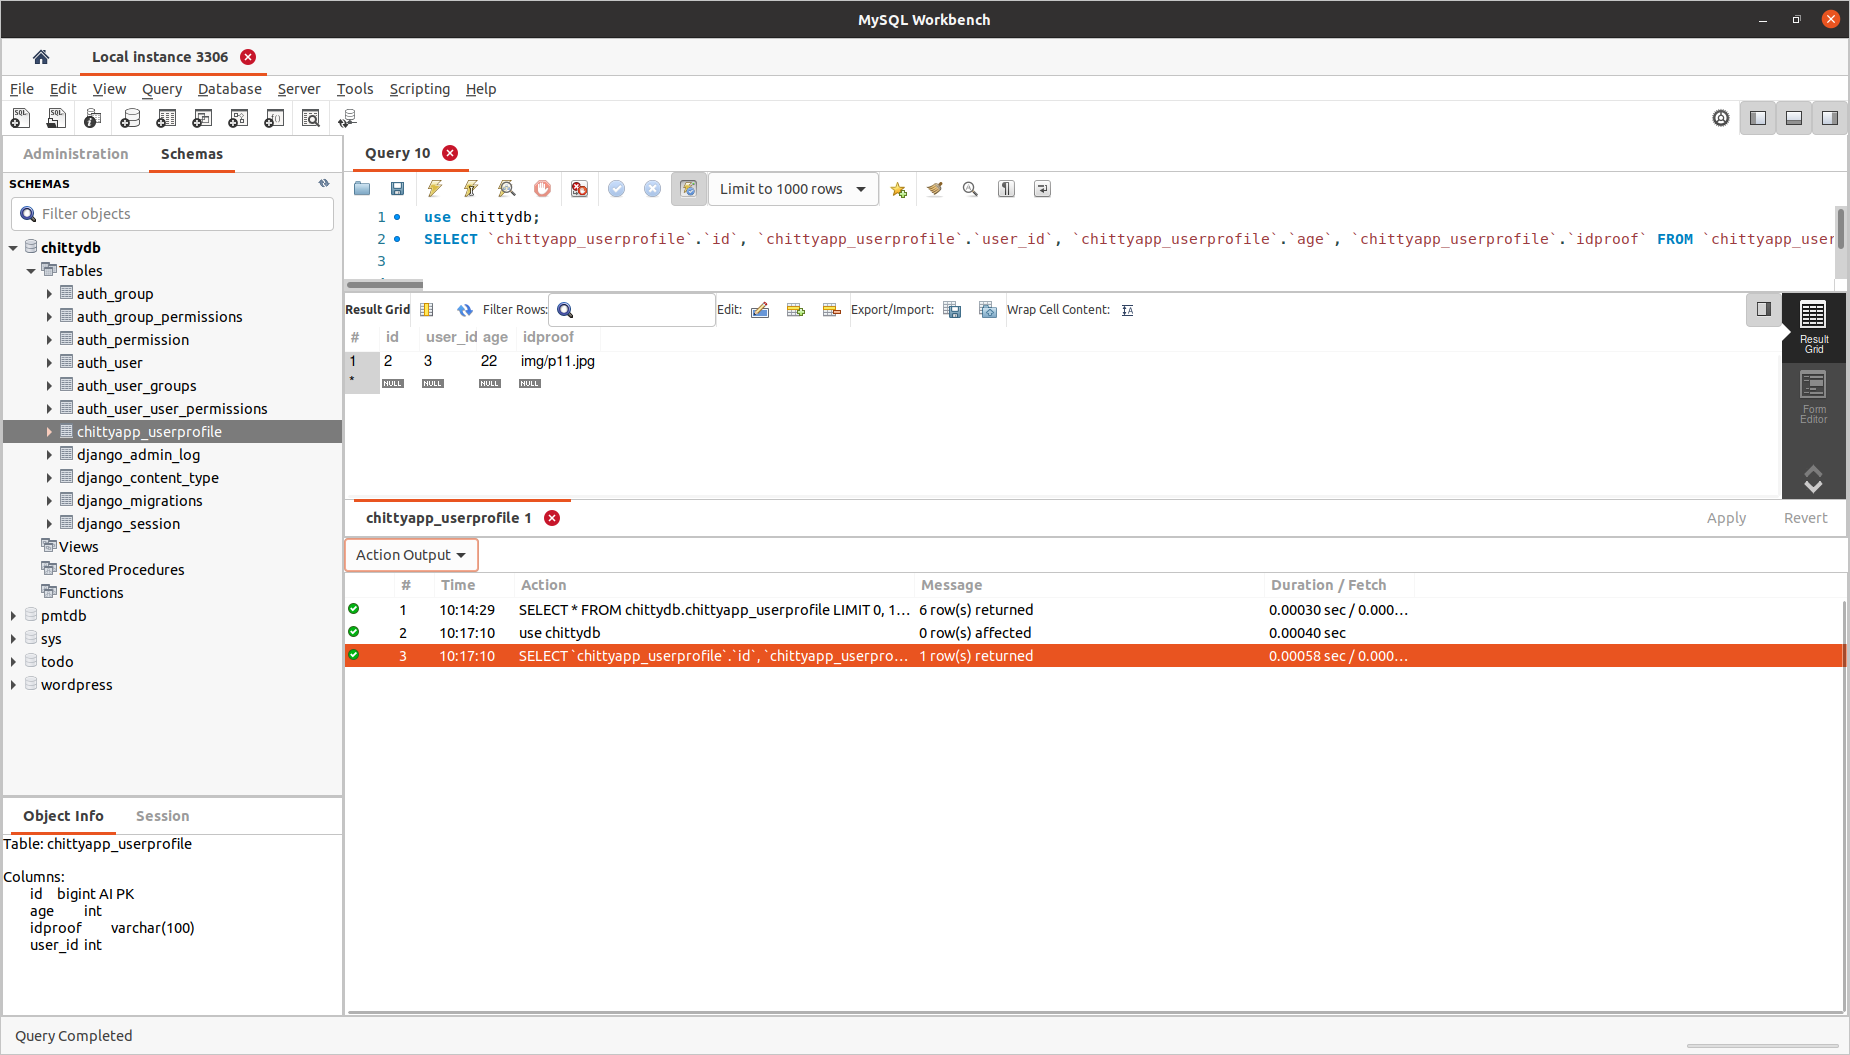 MySQL Workbench
Local instance 3306
File Edit View Query Database Server Tools Scripting Help
Administration Schemas
SCHEMAS
Filter objects
chittydb
Tables
auth_group
auth_group_permissions
auth_permission
auth_user
auth_user_groups
auth_user_user_permissions
chittyapp_userprofile
django_admin_log
django_content_type
django_migrations
django_session
Views
Stored Procedures
Functions
pmtdb
sys
todo
wordpress
Object Info Session
Table: chittyapp_userprofile
Columns:
id bigint AI PK
age int
idproof varchar(100)
user_id int
Query Completed
Query 10
Limit to 1000 rows
1 use chittydb;
2 SELECT `chittyapp_userprofile`.`id`, `chittyapp_userprofile`.`user_id`, `chittyapp_userprofile`.`age`, `chittyapp_userprofile`.`idproof` FROM `chittyapp_user
3
Result Grid Filter Rows: Edit: Export/Import: Wrap Cell Content:
# id user_id age idproof
1 2 3 22 img/p11.jpg
* NULL NULL NULL NULL
Result
Grid
Form
Editor
chittyapp_userprofile 1 Apply Revert
Action Output
# Time Action Message Duration / Fetch
1 10:14:29 SELECT * FROM chittydb.chittyapp_userprofile LIMIT 0, 1... 6 row(s) returned 0.00030 sec / 0.000...
2 10:17:10 use chittydb 0 row(s) affected 0.00040 sec
3 10:17:10 SELECT `chittyapp_userprofile`.`id`, `chittyapp_userpro... 1 row(s) returned 0.00058 sec / 0.000...